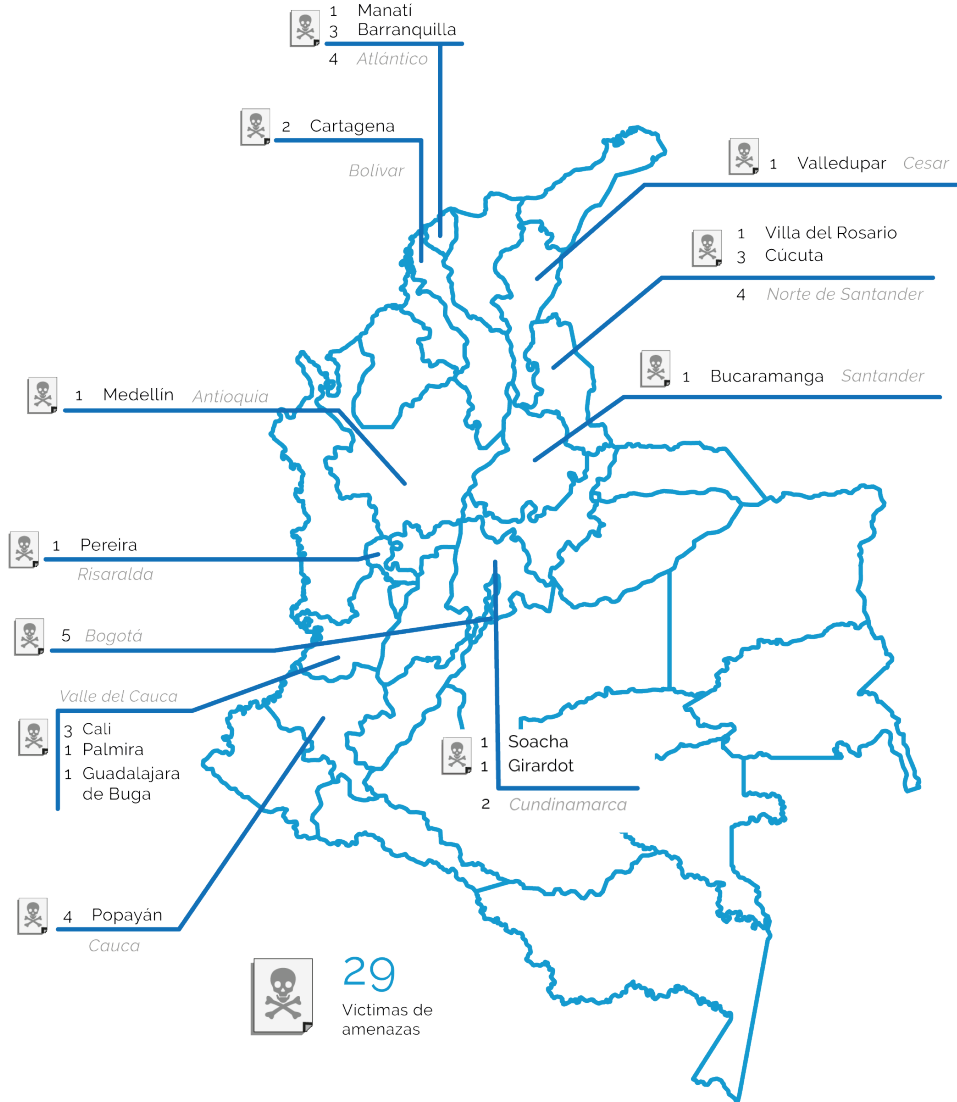 1 Manatí
3 Barranquilla
4 Atlántico
2 Cartagena
Bolívar
1 Valledupar Cesar
1 Villa del Rosario
3 Cúcuta
4 Norte de Santander
1 Bucaramanga Santander
1 Medellín Antioquia
1 Pereira
Risaralda
5 Bogotá
Valle del Cauca
3 Cali
1 Palmira
1 Guadalajara
de Buga
1 Soacha
1 Girardot
2 Cundinamarca
4 Popayán
Cauca
29
Victimas de
amenazas